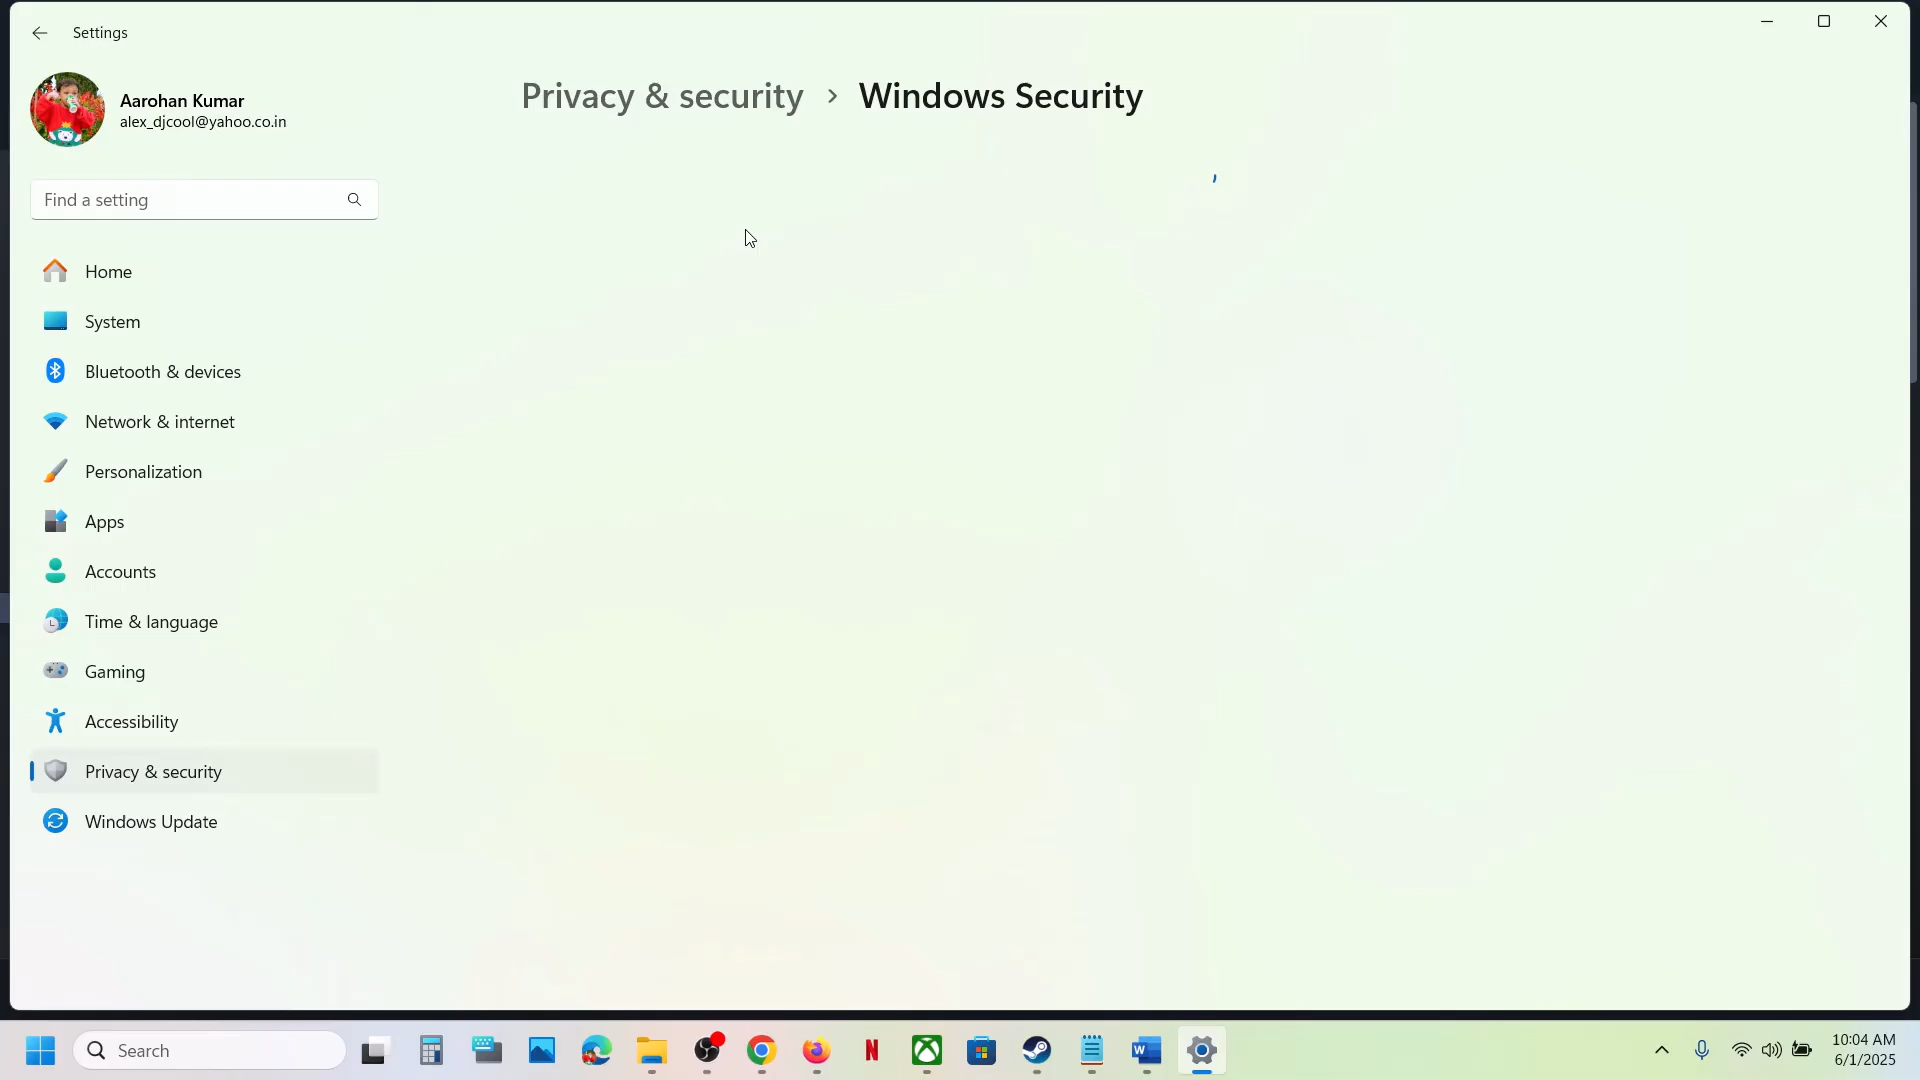 Settings
Aarohan Kumar
alex_djcool@yahoo.co.in
Find a setting
Home
System
Bluetooth & devices
Network & internet
Personalization
Apps
Accounts
Time & language
Gaming
Accessibility
Privacy & security
Windows Update
Privacy & security > Windows Security
Search
10:04 AM
6/1/2025